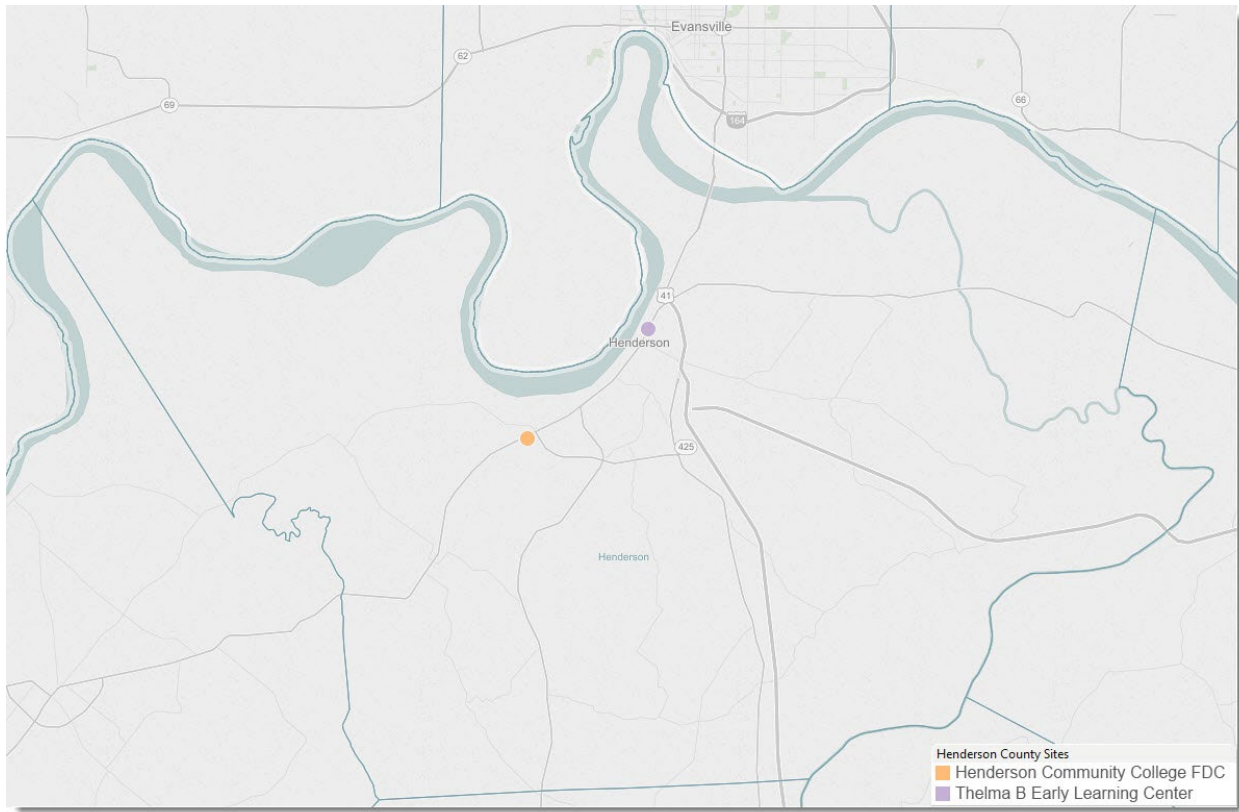 Evansville
62
69
66
164
41
Henderson
425
Henderson
Henderson County Sites
Henderson Community College FDC
Thelma B Early Learning Center